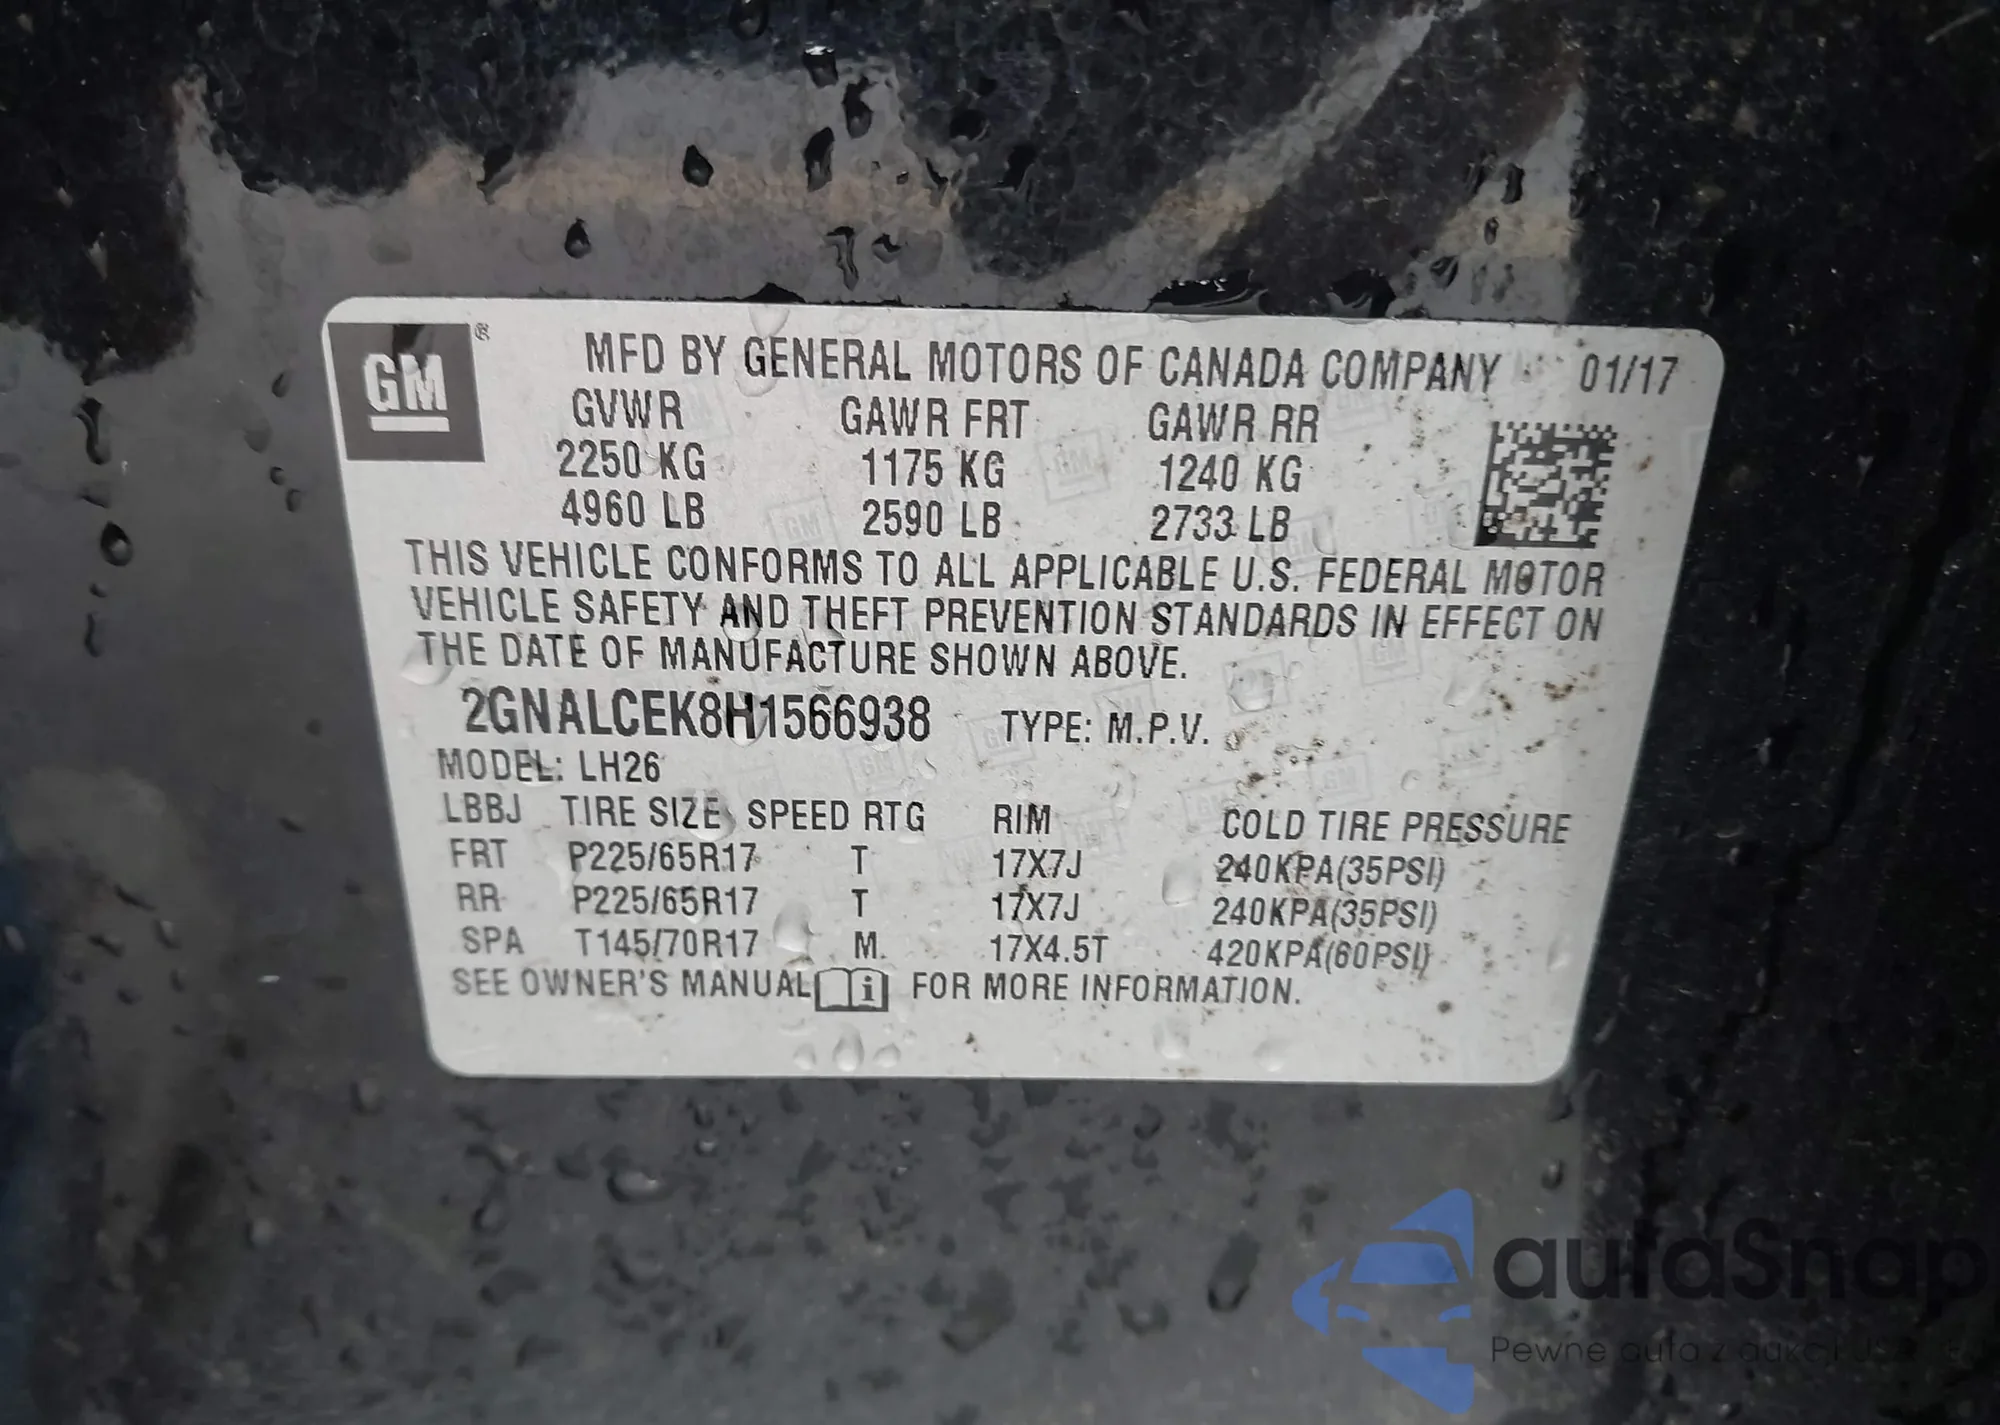 GM ®
MFD BY GENERAL MOTORS OF CANADA COMPANY 01/17
GVWR GAWR FRT GAWR RR
2250 KG 1175 KG 1240 KG
4960 LB 2590 LB 2733 LB
THIS VEHICLE CONFORMS TO ALL APPLICABLE U.S. FEDERAL MOTOR
VEHICLE SAFETY AND THEFT PREVENTION STANDARDS IN EFFECT ON
THE DATE OF MANUFACTURE SHOWN ABOVE.
2GNALCEK8H1566938 TYPE: M.P.V.
MODEL: LH26
LBBJ TIRE SIZE SPEED RTG RIM COLD TIRE PRESSURE
FRT P225/65R17 T 17X7J 240KPA(35PSI)
RR P225/65R17 T 17X7J 240KPA(35PSI)
SPA T145/70R17 M 17X4.5T 420KPA(60PSI)
SEE OWNER'S MANUAL i FOR MORE INFORMATION.
autaSnap
Pewne auta z aukcji